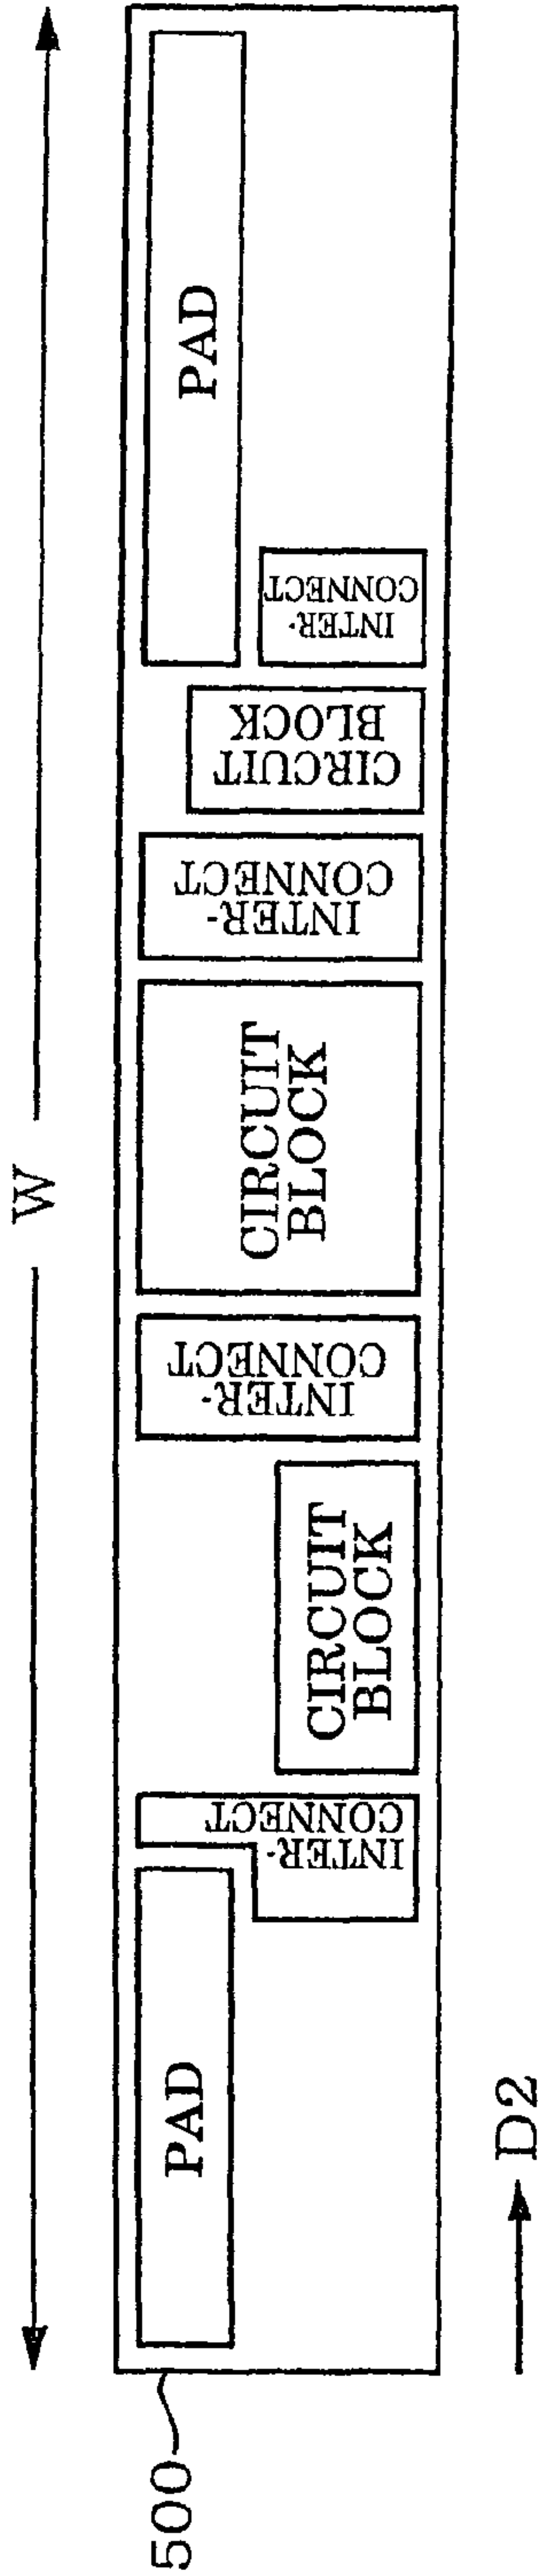 W
500
PAD
INTER-
CONNECT
CIRCUIT
BLOCK
INTER-
CONNECT
CIRCUIT
BLOCK
INTER-
CONNECT
CIRCUIT
BLOCK
INTER-
CONNECT
PAD
D2